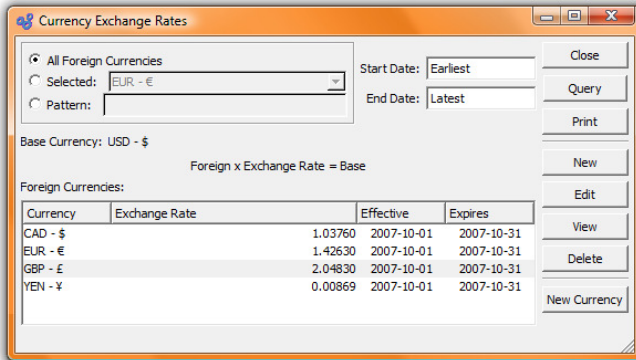 Currency Exchange Rates
All Foreign Currencies
Selected: EUR - €
Pattern:
Start Date: Earliest
End Date: Latest
Close
Query
Print
New
Edit
View
Delete
New Currency
Base Currency: USD - $
Foreign x Exchange Rate = Base
Foreign Currencies:
Currency Exchange Rate Effective Expires
CAD - $ 1.03760 2007-10-01 2007-10-31
EUR - € 1.42630 2007-10-01 2007-10-31
GBP - £ 2.04830 2007-10-01 2007-10-31
YEN - ¥ 0.00869 2007-10-01 2007-10-31